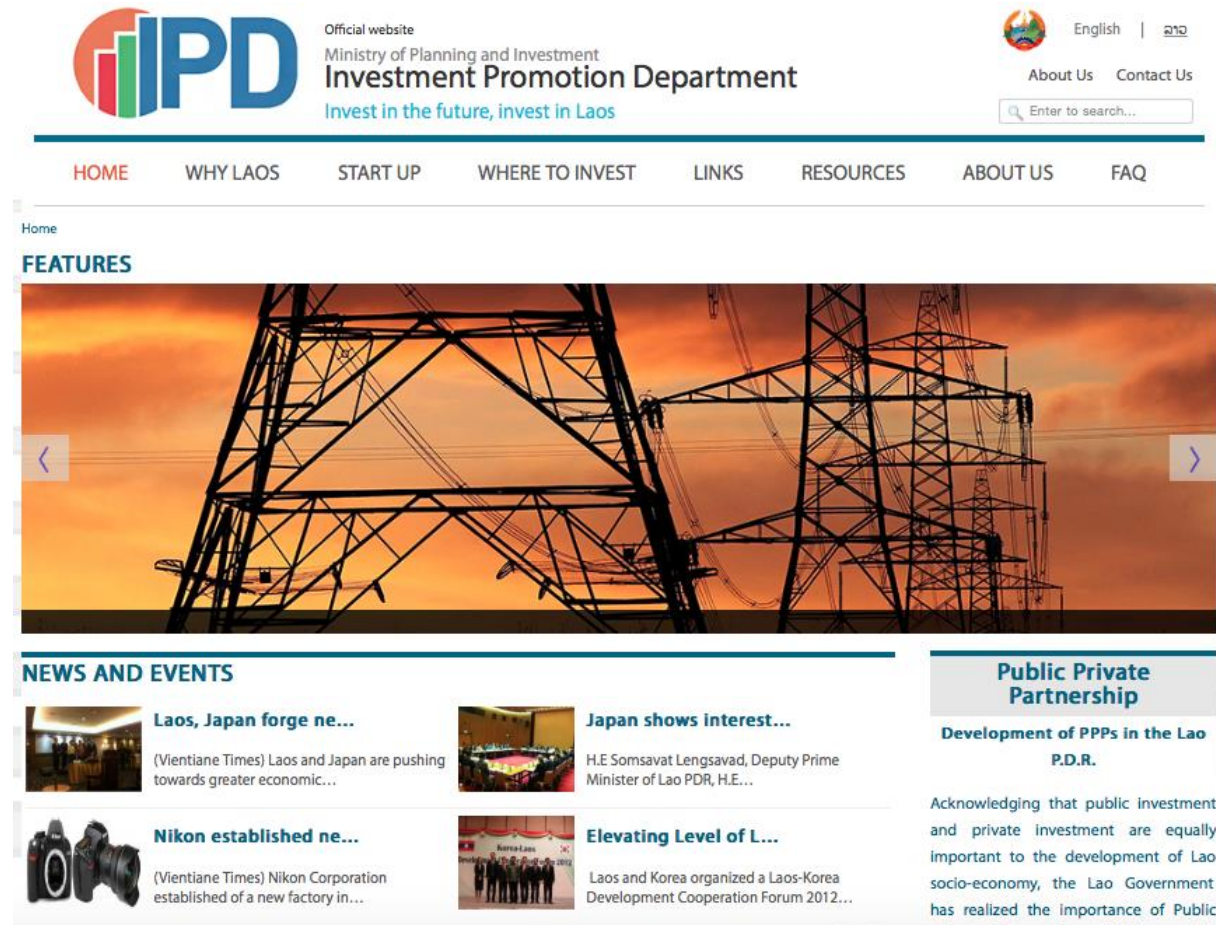 IPD
Official website
Ministry of Planning and Investment
Investment Promotion Department
Invest in the future, invest in Laos
English | ລາວ
About Us Contact Us
Enter to search...
HOME WHY LAOS START UP WHERE TO INVEST LINKS RESOURCES ABOUT US FAQ
Home
FEATURES
NEWS AND EVENTS
Laos, Japan forge ne...
(Vientiane Times) Laos and Japan are pushing
towards greater economic...
Japan shows interest...
H.E Somsavat Lengsavad, Deputy Prime
Minister of Lao PDR, H.E...
Nikon established ne...
(Vientiane Times) Nikon Corporation
established of a new factory in...
Korea-Laos
Elevating Level of L...
Laos and Korea organized a Laos-Korea
Development Cooperation Forum 2012...
Public Private
Partnership
Development of PPPs in the Lao
P.D.R.
Acknowledging that public investment
and private investment are equally
important to the development of Lao
socio-economy, the Lao Government
has realized the importance of Public